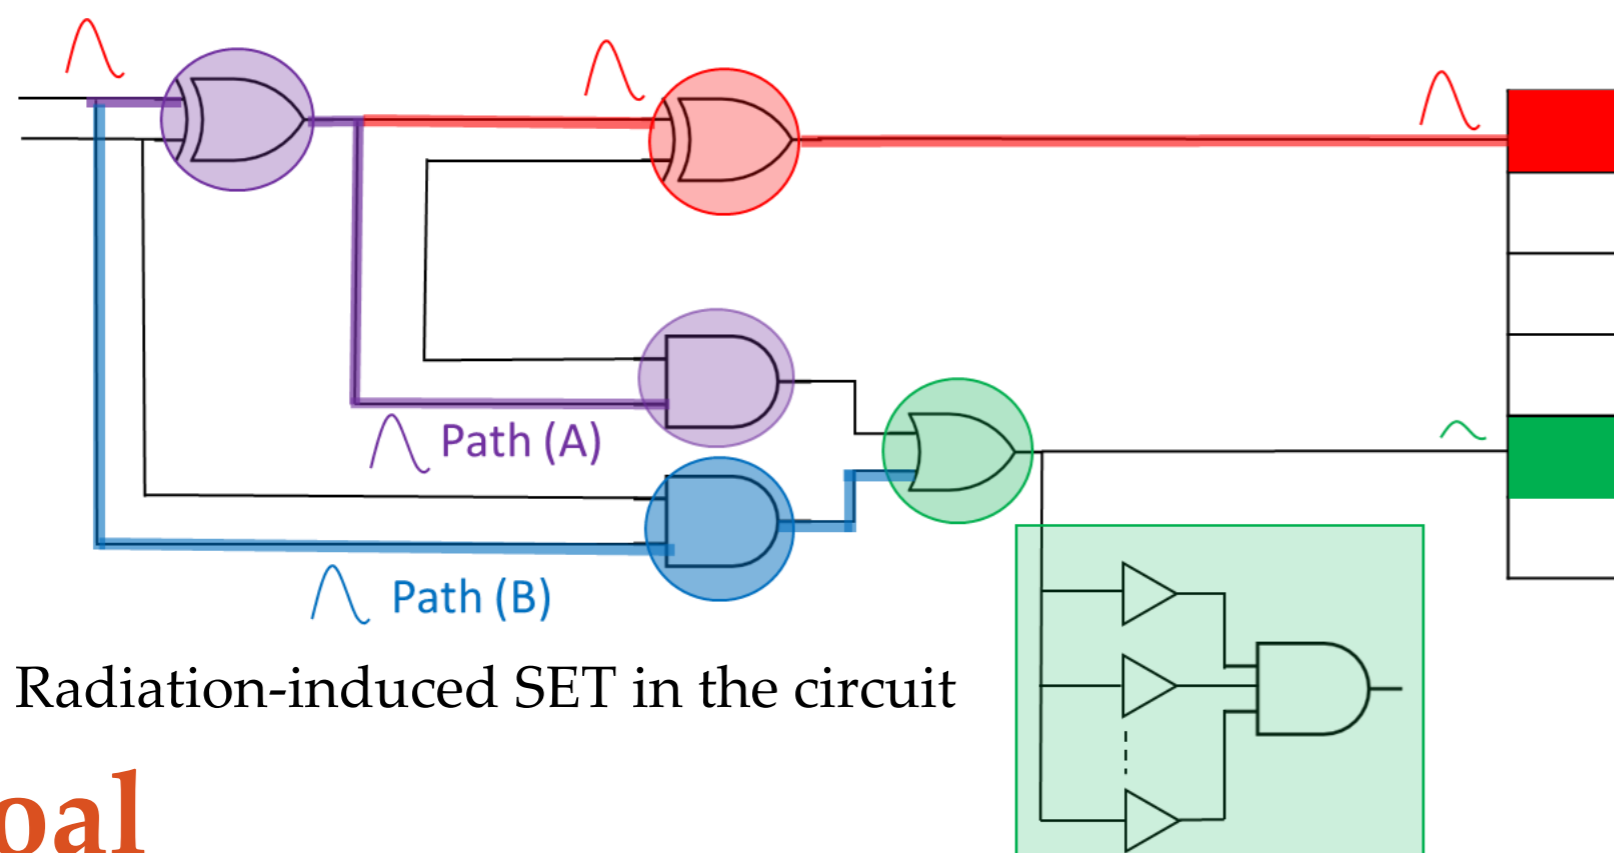 Path (A)
Path (B)
Radiation-induced SET in the circuit
oal